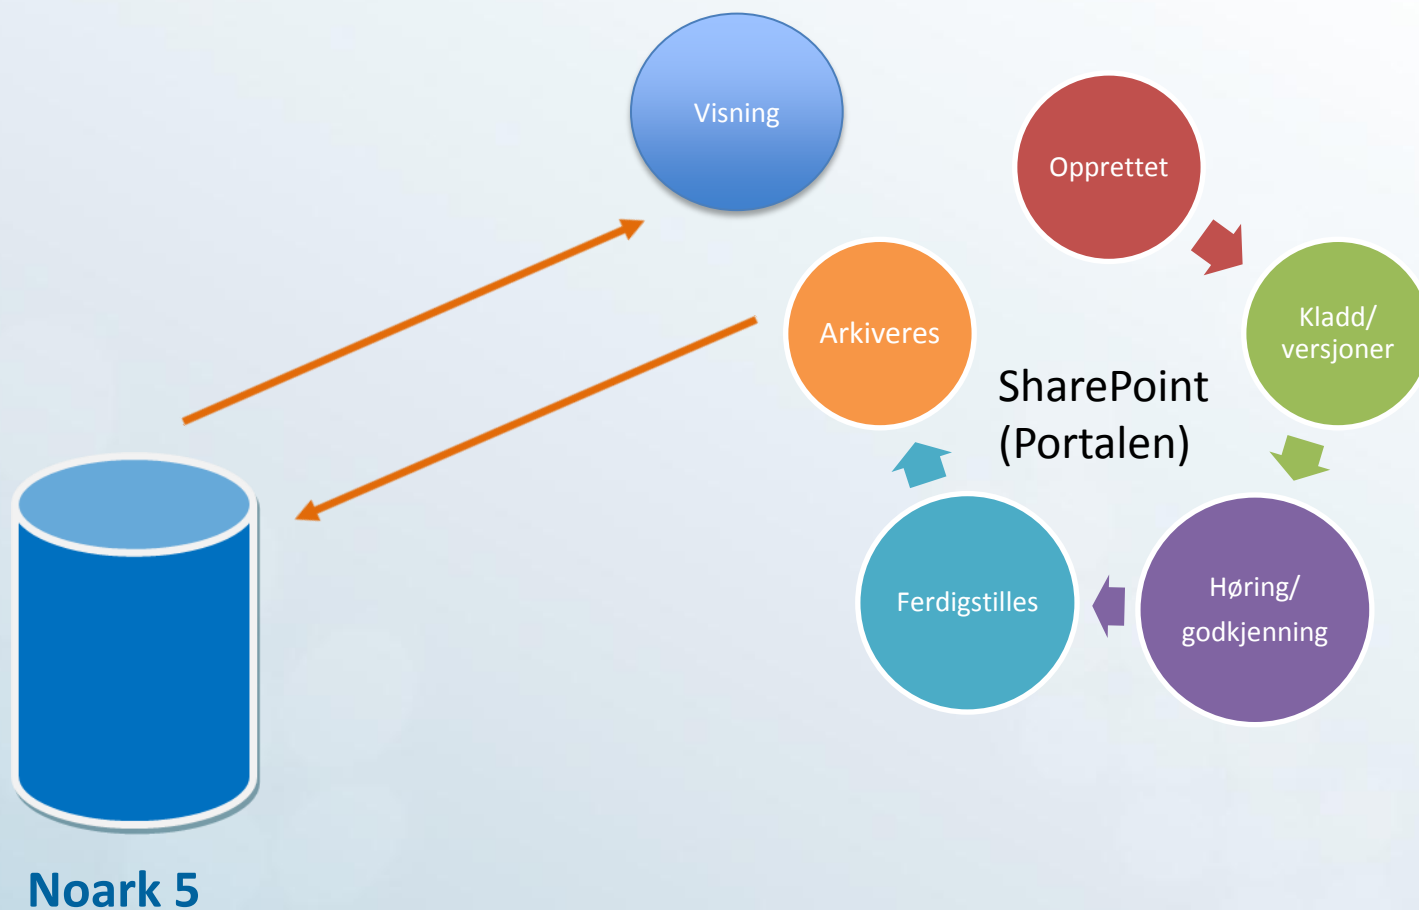 Visning
Opprettet
Kladd/
versjoner
Høring/
godkjenning
Ferdigstilles
Arkiveres
SharePoint
(Portalen)
Noark 5